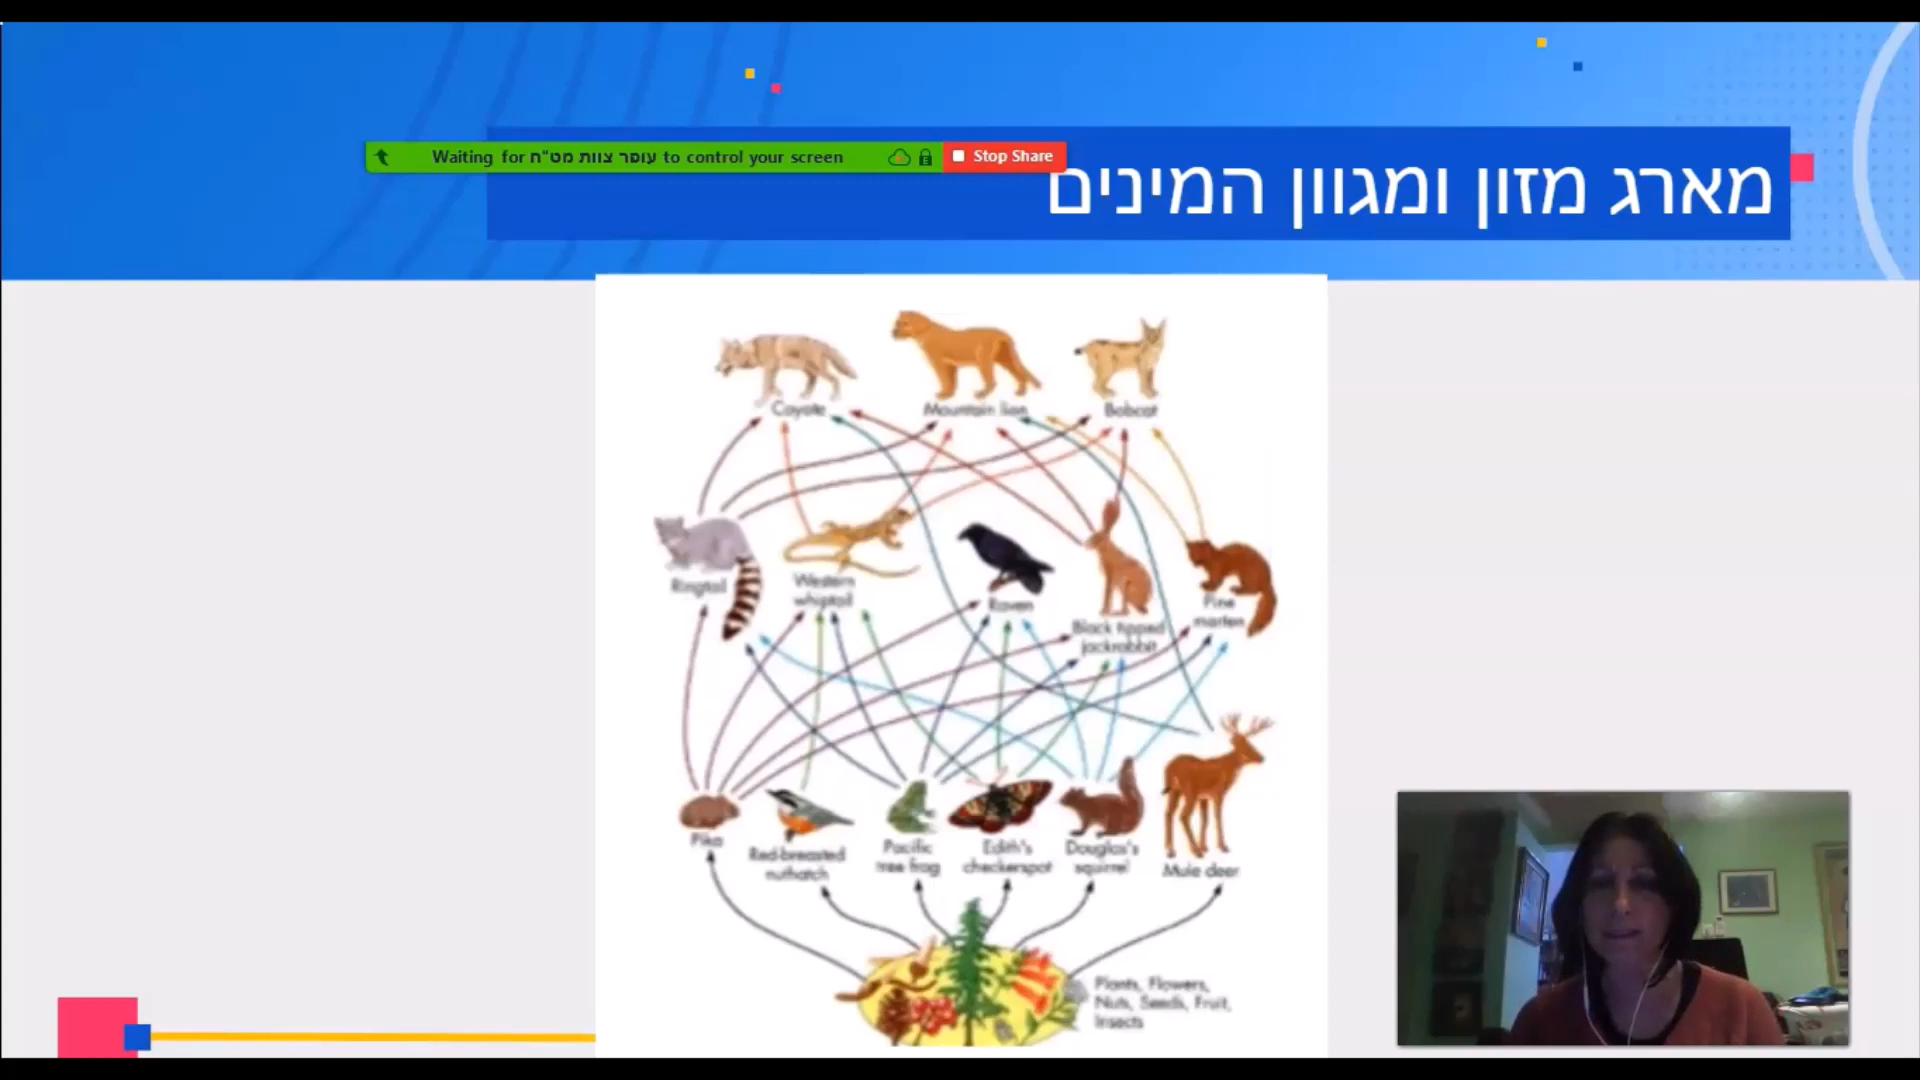 Waiting for עופר צוות מט"ח to control your screen
Stop Share
מארג מזון ומגוון המינים
Coyote
Mountain lion
Bobcat
Ringtail
Western
whiptail
Raven
Black tipped
jackrabbit
Pine
marten
Pika
Red-breasted
nuthatch
Pacific
tree frog
Edith's
checkerspot
Douglas's
squirrel
Mule deer
Plants, Flowers,
Nuts, Seeds, Fruit,
Insects